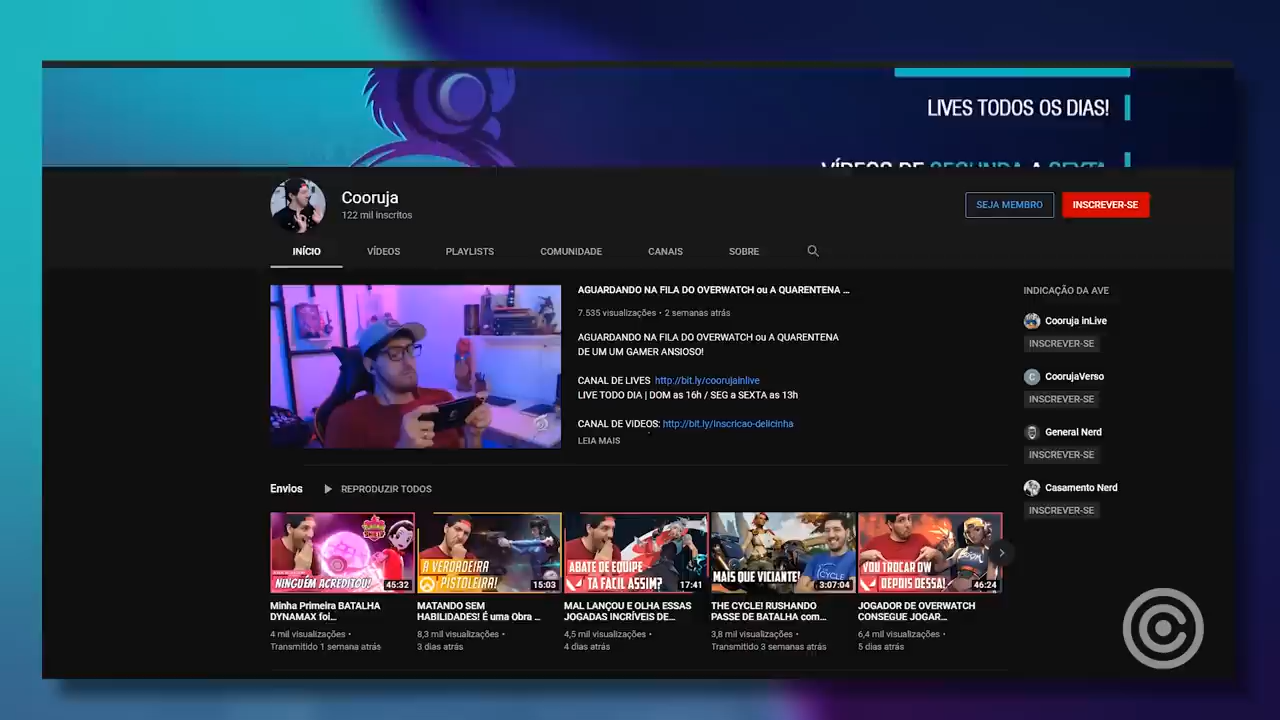 LIVES TODOS OS DIAS!
VÍDEOS DE SEGUNDA A SEXTA
Cooruja
122 mil inscritos
SEJA MEMBRO
INSCREVER-SE
INÍCIO
VÍDEOS
PLAYLISTS
COMUNIDADE
CANAIS
SOBRE
AGUARDANDO NA FILA DO OVERWATCH ou A QUARENTENA ...
7.535 visualizações • 2 semanas atrás
AGUARDANDO NA FILA DO OVERWATCH ou A QUARENTENA
DE UM UM GAMER ANSIOSO!
CANAL DE LIVES http://bit.ly/coorujainlive
LIVE TODO DIA | DOM as 16h / SEG a SEXTA as 13h
CANAL DE VíDEOS: http://bit.ly/inscricao-delicinha
LEIA MAIS
INDICAÇÃO DA AVE
Cooruja inLive
INSCREVER-SE
C
CoorujaVerso
INSCREVER-SE
General Nerd
INSCREVER-SE
Casamento Nerd
INSCREVER-SE
Envios
REPRODUZIR TODOS
NINGUÉM ACREDITOU!
45:32
A VERDADEIRA
PISTOLEIRA!
15:03
ABATE DE EQUIPE
TA FACIL ASSIM?
17:41
MAIS QUE VICIANTE!
CYCLE
3:07:04
VOU TROCAR OW
DEPOIS DESSA!
46:24
Minha Primeira BATALHA
DYNAMAX foi...
4 mil visualizações •
Transmitido 1 semana atrás
MATANDO SEM
HABILIDADES! É uma Obra ...
8,3 mil visualizações •
3 dias atrás
MAL LANÇOU E OLHA ESSAS
JOGADAS INCRÍVEIS DE...
4,5 mil visualizações •
4 dias atrás
THE CYCLE! RUSHANDO
PASSE DE BATALHA com...
3,8 mil visualizações •
Transmitido 3 semanas atrás
JOGADOR DE OVERWATCH
CONSEGUE JOGAR...
6,4 mil visualizações •
5 dias atrás